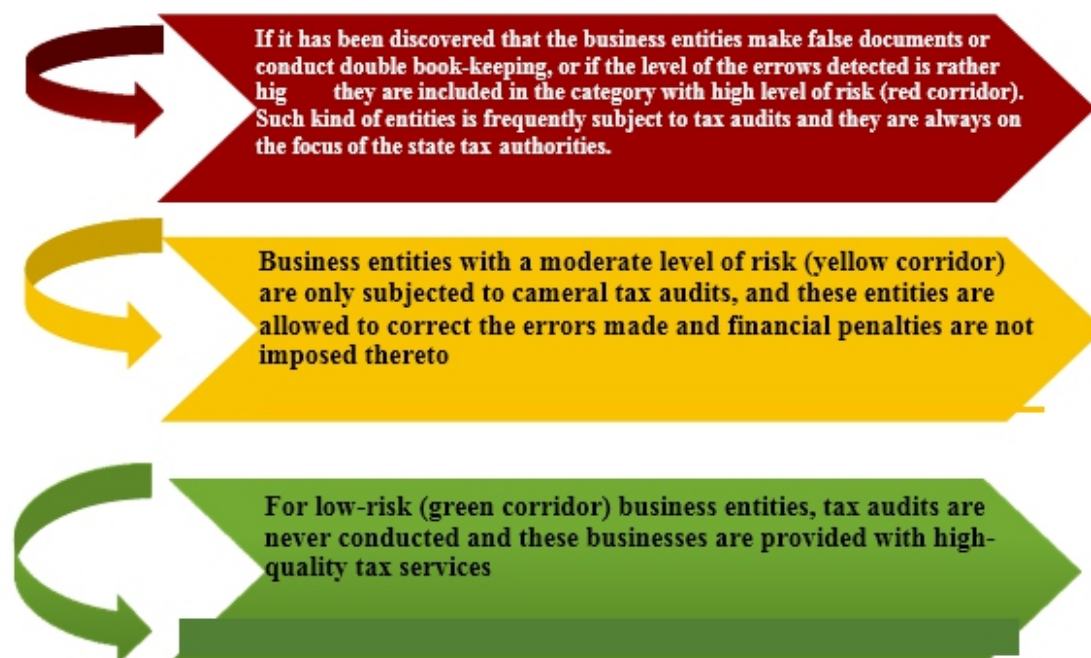 If it has been discovered that the business entities make false documents or
conduct double book-keeping, or if the level of the errows detected is rather
hig they are included in the category with high level of risk (red corridor).
Such kind of entities is frequently subject to tax audits and they are always on
the focus of the state tax authorities.
Business entities with a moderate level of risk (yellow corridor)
are only subjected to cameral tax audits, and these entities are
allowed to correct the errors made and financial penalties are not
imposed thereto
For low-risk (green corridor) business entities, tax audits are
never conducted and these businesses are provided with high-
quality tax services